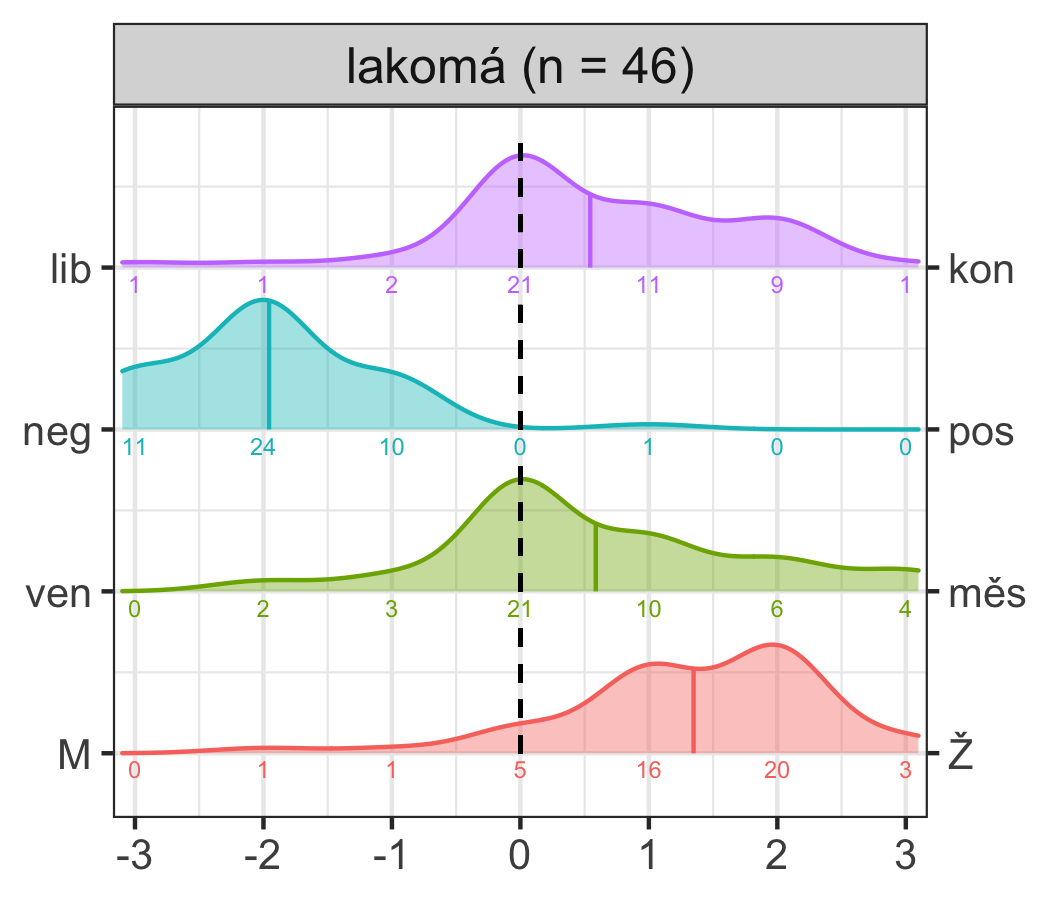 lakomá (n = 46)
lib kon
1 1 2 21 11 9 1
neg pos
11 24 10 0 1 0 0
ven měs
0 2 3 21 10 6 4
M Ž
0 1 1 5 16 20 3
-3 -2 -1 0 1 2 3